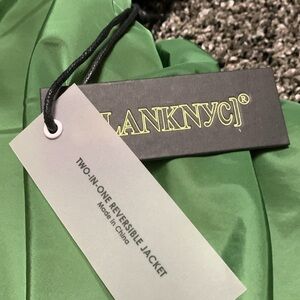 LANKNYC]®
TWO-IN-ONE REVERSIBLE JACKET
Made in China